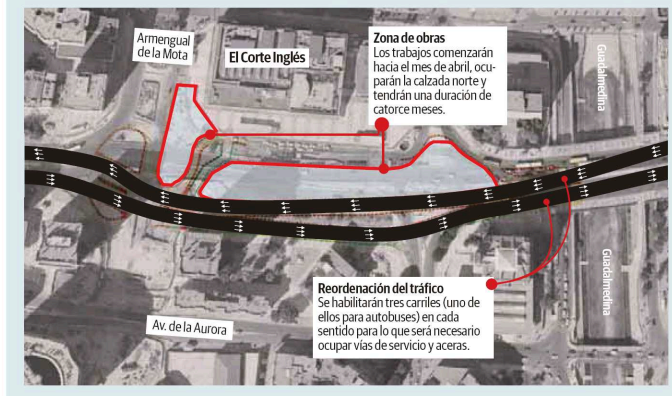 Armengual
de la Mota
El Corte Inglés
Zona de obras
Los trabajos comenzarán
hacia el mes de abril, ocu-
parán la calzada norte y
tendrán una duración de
catorce meses.
Guadalmedina
Reordenación del tráfico
Se habilitarán tres carriles (uno de
ellos para autobuses) en cada
sentido para lo que será necesario
ocupar vías de servicio y aceras.
Guadalmedina
Av. de la Aurora